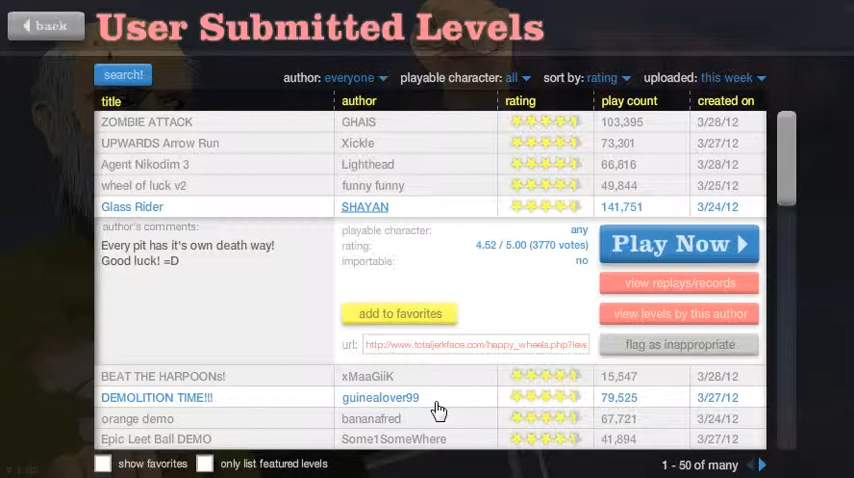 back
User Submitted Levels
search!
author: everyone playable character: all sort by: rating uploaded: this week
title author rating play count created on
ZOMBIE ATTACK GHAIS 103,395 3/28/12
UPWARDS Arrow Run Xickle 73,301 3/27/12
Agent Nikodim 3 Lighthead 66,816 3/28/12
wheel of luck v2 funny funny 49,844 3/25/12
Glass Rider SHAYAN 141,751 3/24/12
author's comments:
Every pit has it's own death way!
Good luck! =D
playable character: any
rating: 4.52 / 5.00 (3770 votes)
importable: no
add to favorites
url: http://www.totaljerkface.com/happy_wheels.php?leve
Play Now
view replays/records
view levels by this author
flag as inappropriate
BEAT THE HARPOONs! xMaaGiiK 15,547 3/28/12
DEMOLITION TIME!!! guinealover99 79,525 3/27/12
orange demo bananafred 67,721 3/24/12
Epic Leet Ball DEMO Some1SomeWhere 41,894 3/27/12
show favorites only list featured levels 1 - 50 of many